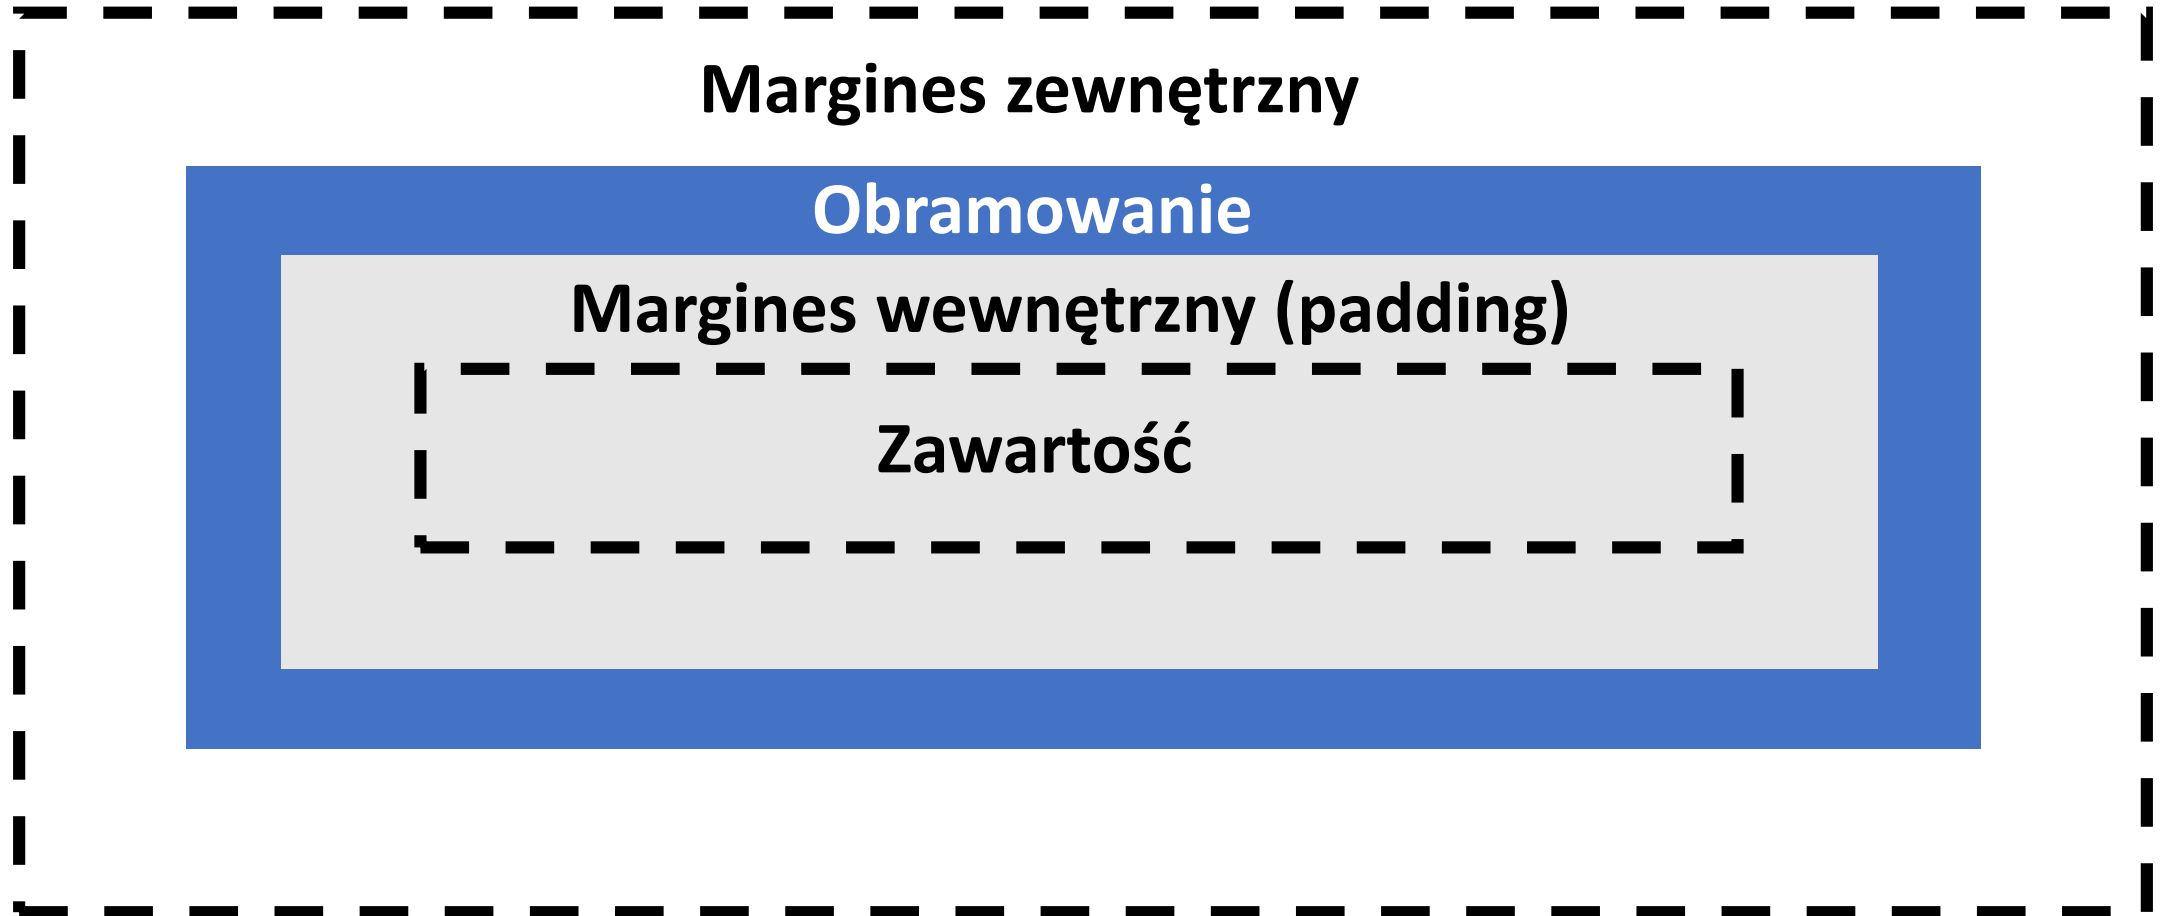 Margines zewnętrzny
Obramowanie
Margines wewnętrzny (padding)
Zawartość